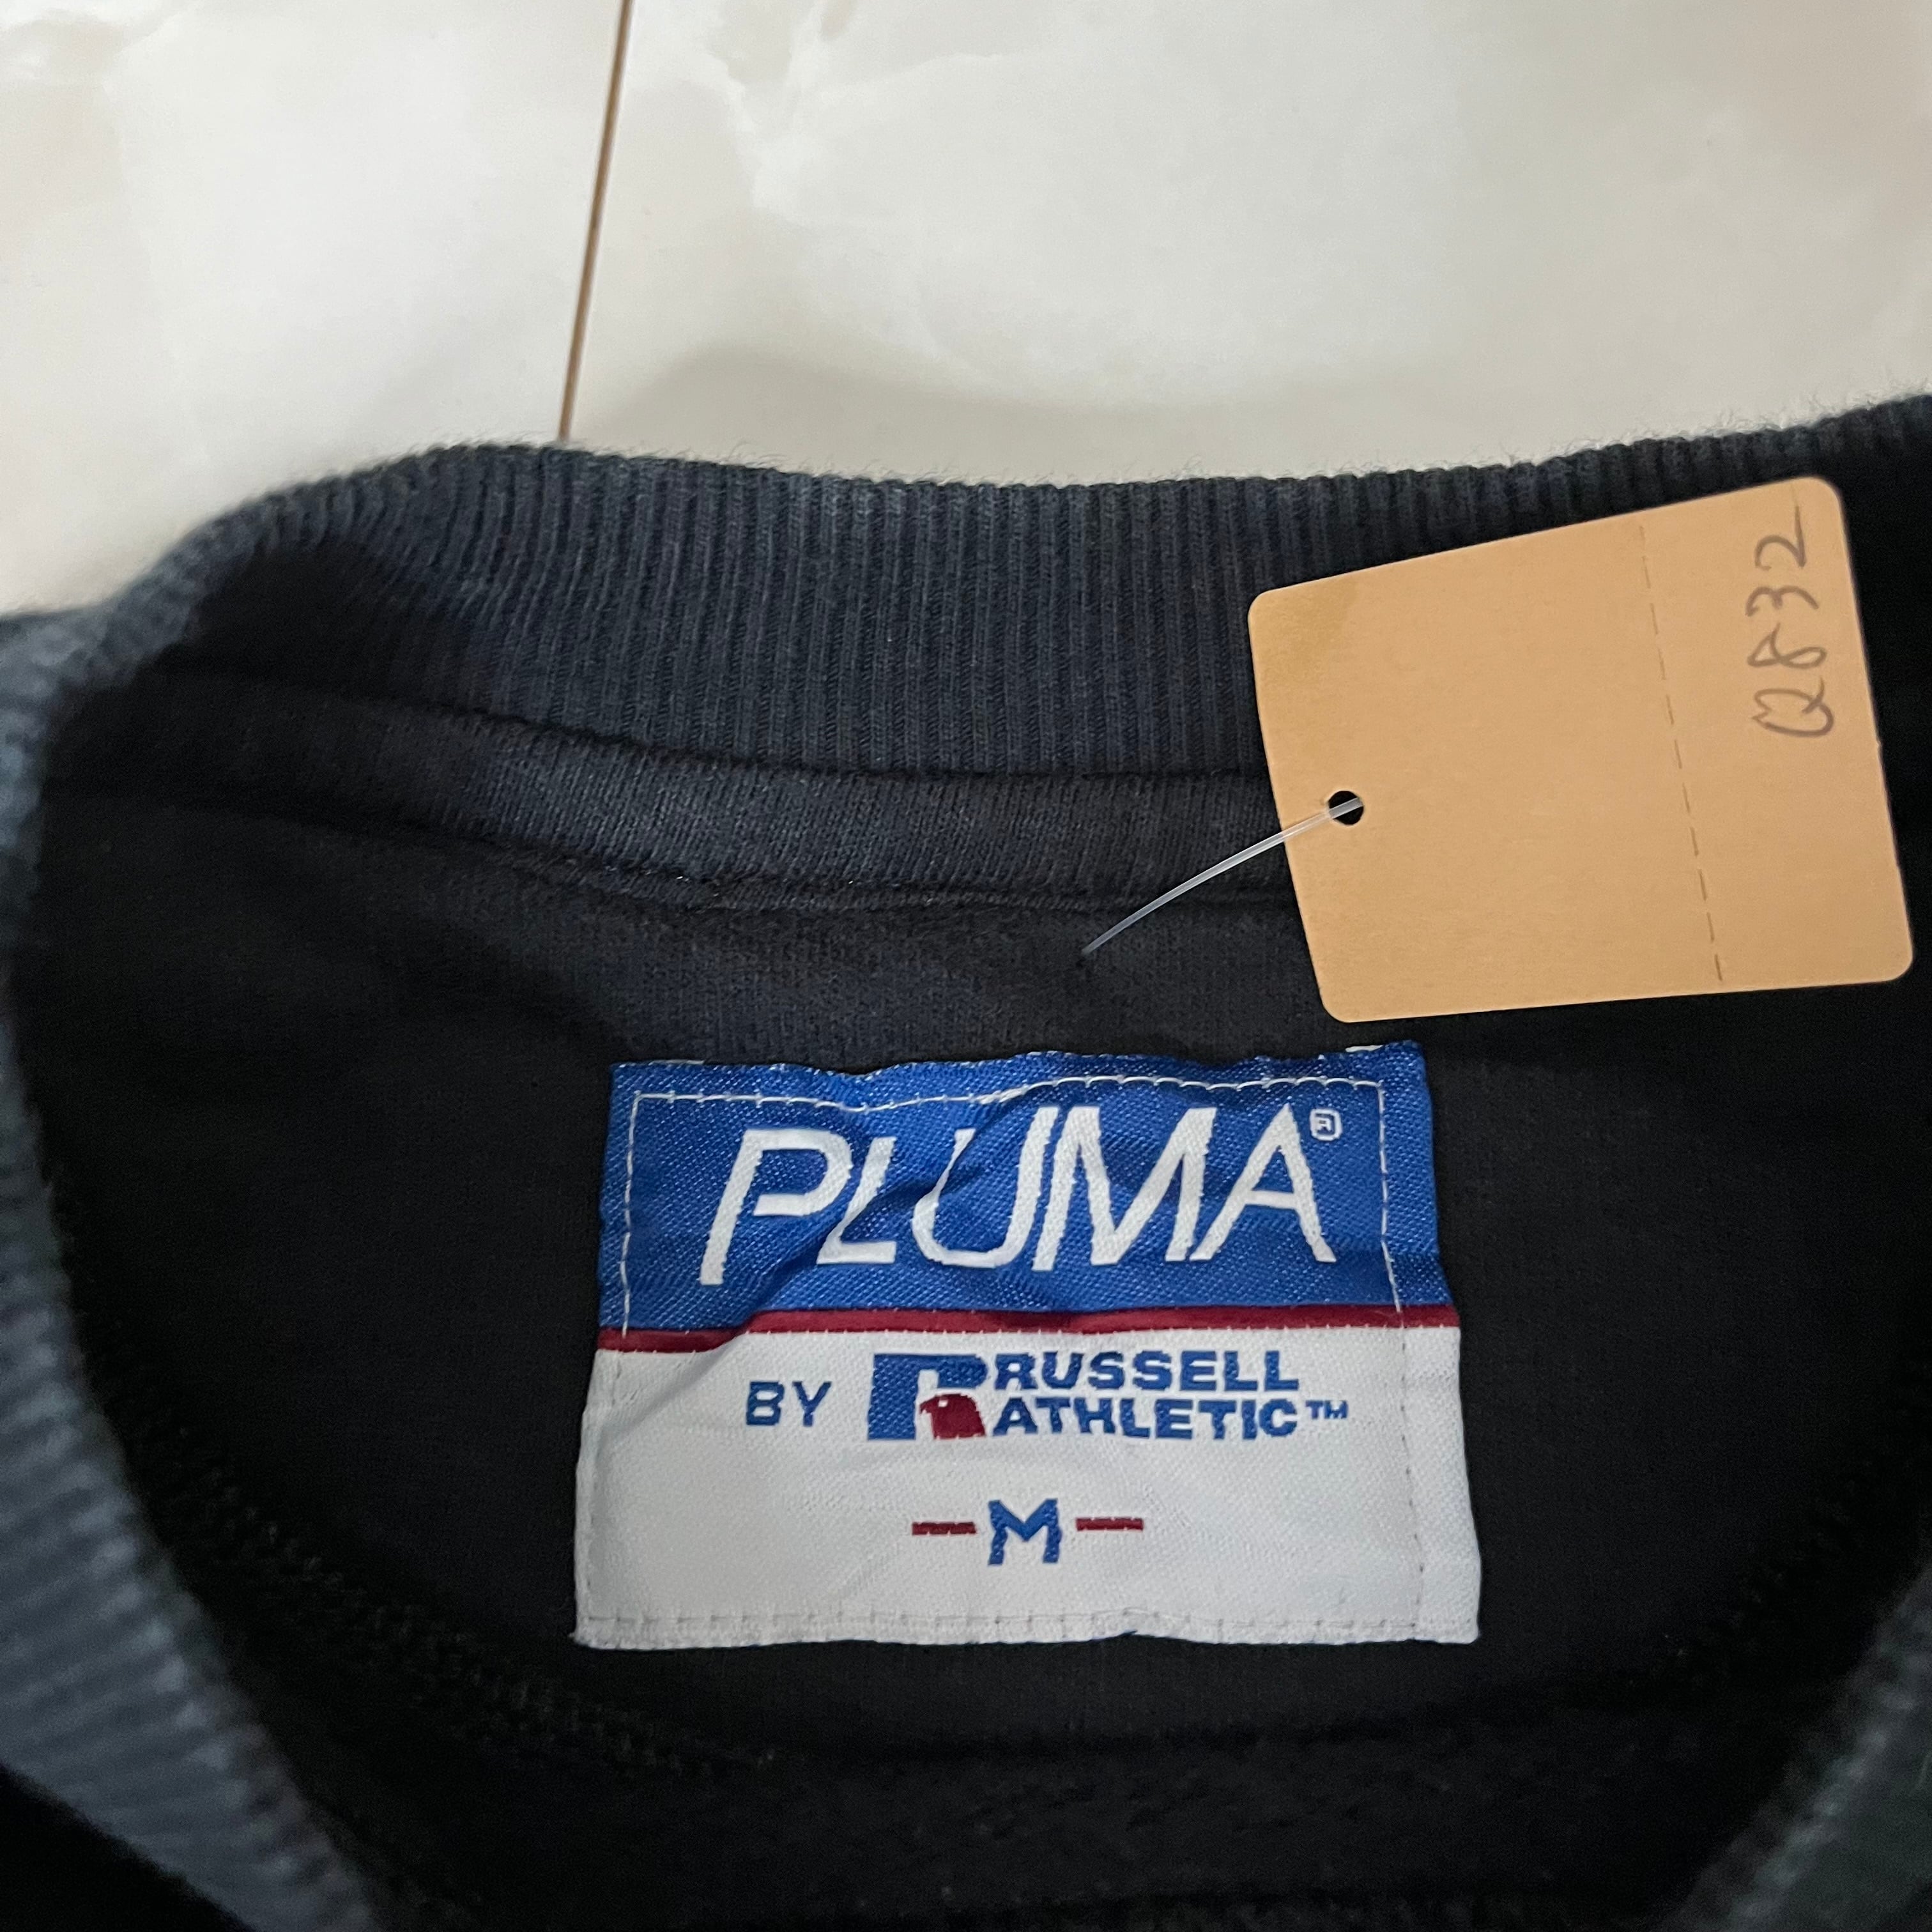 Q832
PLUMA®
BY RUSSELL
ATHLETIC™
-M-